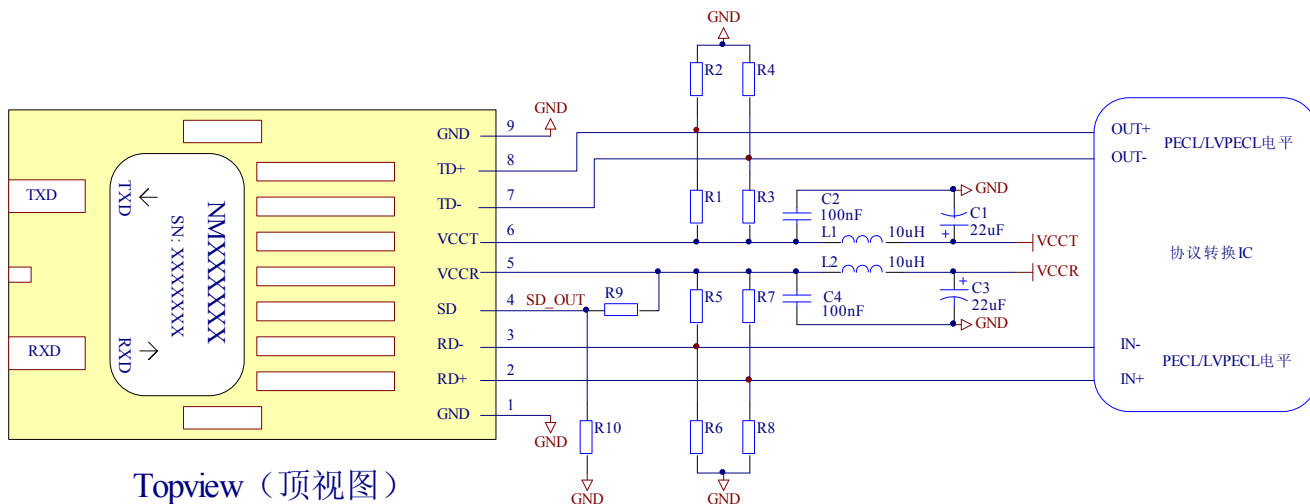 GND
R2
R4
GND
GND
9
TD+
8
TD-
7
VCCT
6
VCCR
5
SD
4
SD_OUT
RD-
3
RD+
2
GND
1
GND
TXD
RXD
TXD
RXD
NMXXXXXX
SN: XXXXXXX
R1
R3
C2
100nF
L1
10uH
GND
C1
22uF
+
VCCT
VCCR
L2
10uH
R9
R5
R7
C4
100nF
+
C3
22uF
GND
R10
R6
R8
GND
GND
OUT+
OUT-
PECL/LVPECL电平
协议转换IC
IN-
IN+
PECL/LVPECL电平
Topview（顶视图）